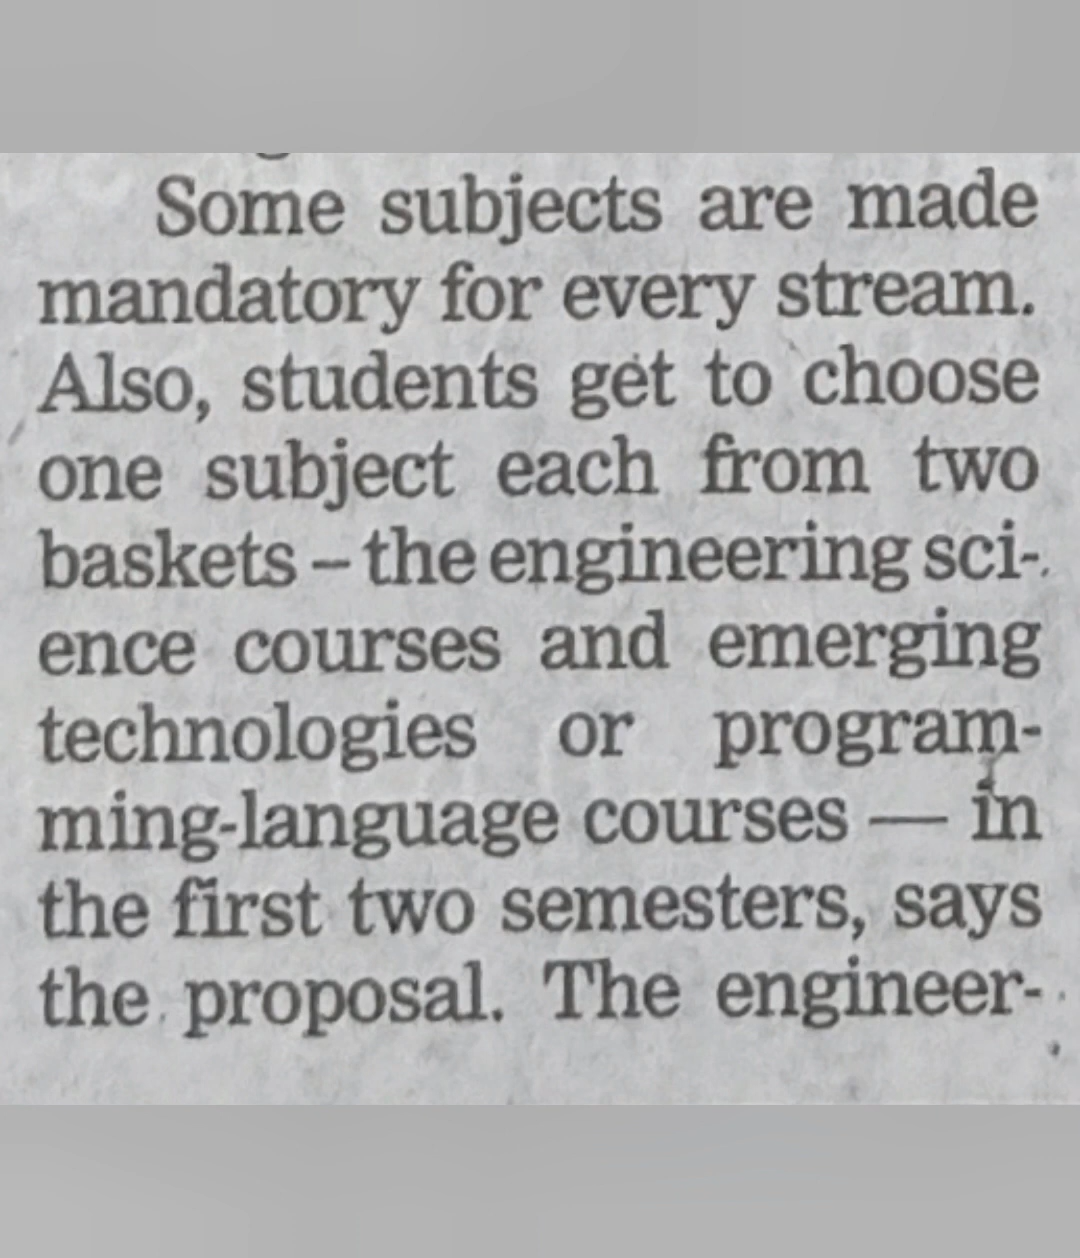 Some subjects are made
mandatory for every stream.
Also, students get to choose
one subject each from two
baskets – the engineering sci-
ence courses and emerging
technologies or program-
ming-language courses — in
the first two semesters, says
the proposal. The engineer-